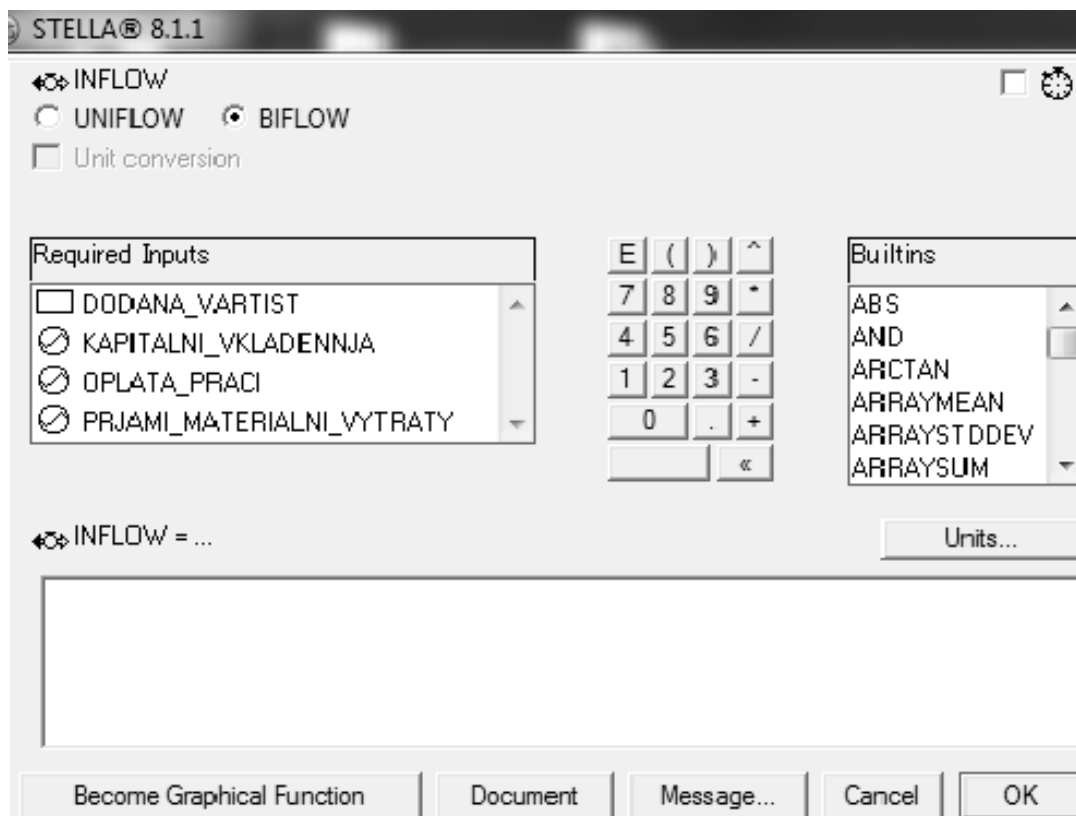 STELLA® 8.1.1
INFLOW
UNIFLOW BIFLOW
Unit conversion
Required Inputs
DODANA_VARTIST
KAPITALNI_VKLADENNJA
OPLATA_PRACI
PRJAMI_MATERIALNI_VYTRATY
E ( ) ^
7 8 9 *
4 5 6 /
1 2 3 -
0 . +
«
Builtins
ABS
AND
ARCTAN
ARRAYMEAN
ARRAYSTDDEV
ARRAYSUM
INFLOW = ...
Units...
Become Graphical Function Document Message... Cancel OK